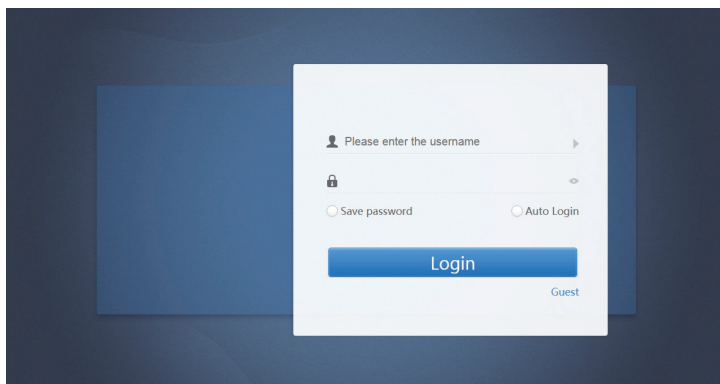 Please enter the username
Save password
Auto Login
Login
Guest